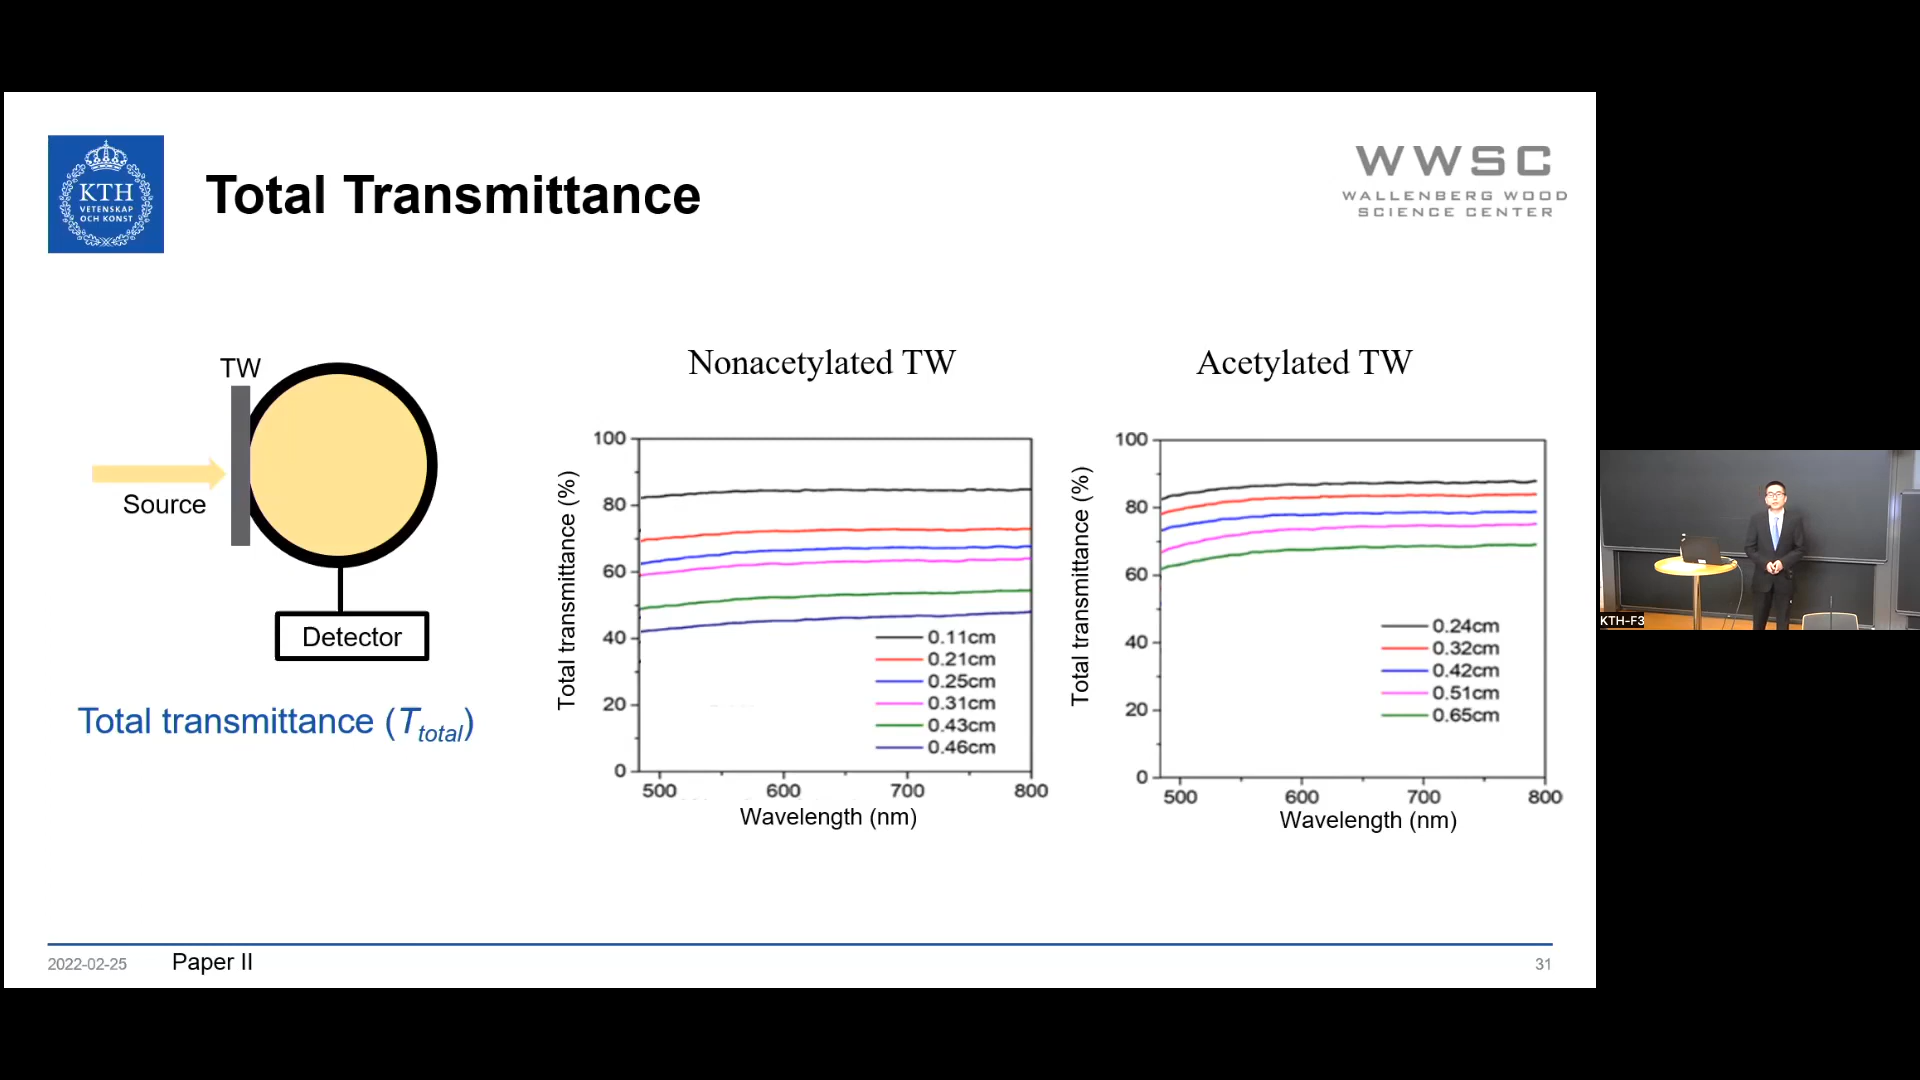 KTH
VETENSKAP
OCH KONST
Total Transmittance
WWSC
WALLENBERG WOOD
SCIENCE CENTER
TW
Source
Detector
Total transmittance (Ttotal)
Nonacetylated TW
Total transmittance (%)
100
80
60
40
20
0
500
600
700
800
Wavelength (nm)
0.11cm
0.21cm
0.25cm
0.31cm
0.43cm
0.46cm
Acetylated TW
Total transmittance (%)
100
80
60
40
20
0
500
600
700
800
Wavelength (nm)
0.24cm
0.32cm
0.42cm
0.51cm
0.65cm
2022-02-25
Paper II
31
KTH-F3